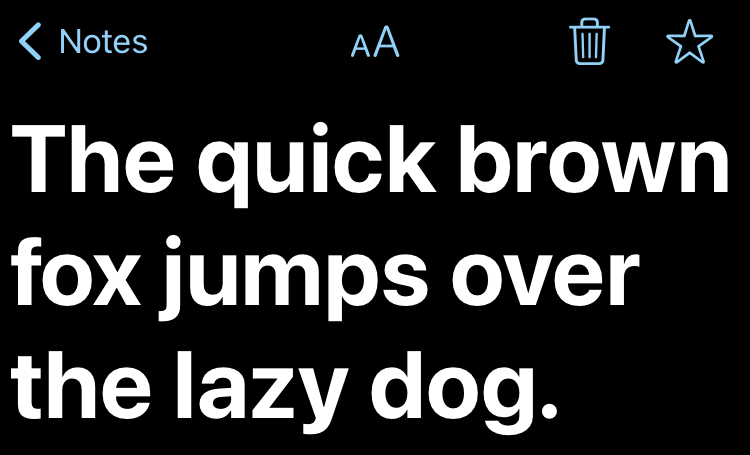 Notes
AA
The quick brown
fox jumps over
the lazy dog.